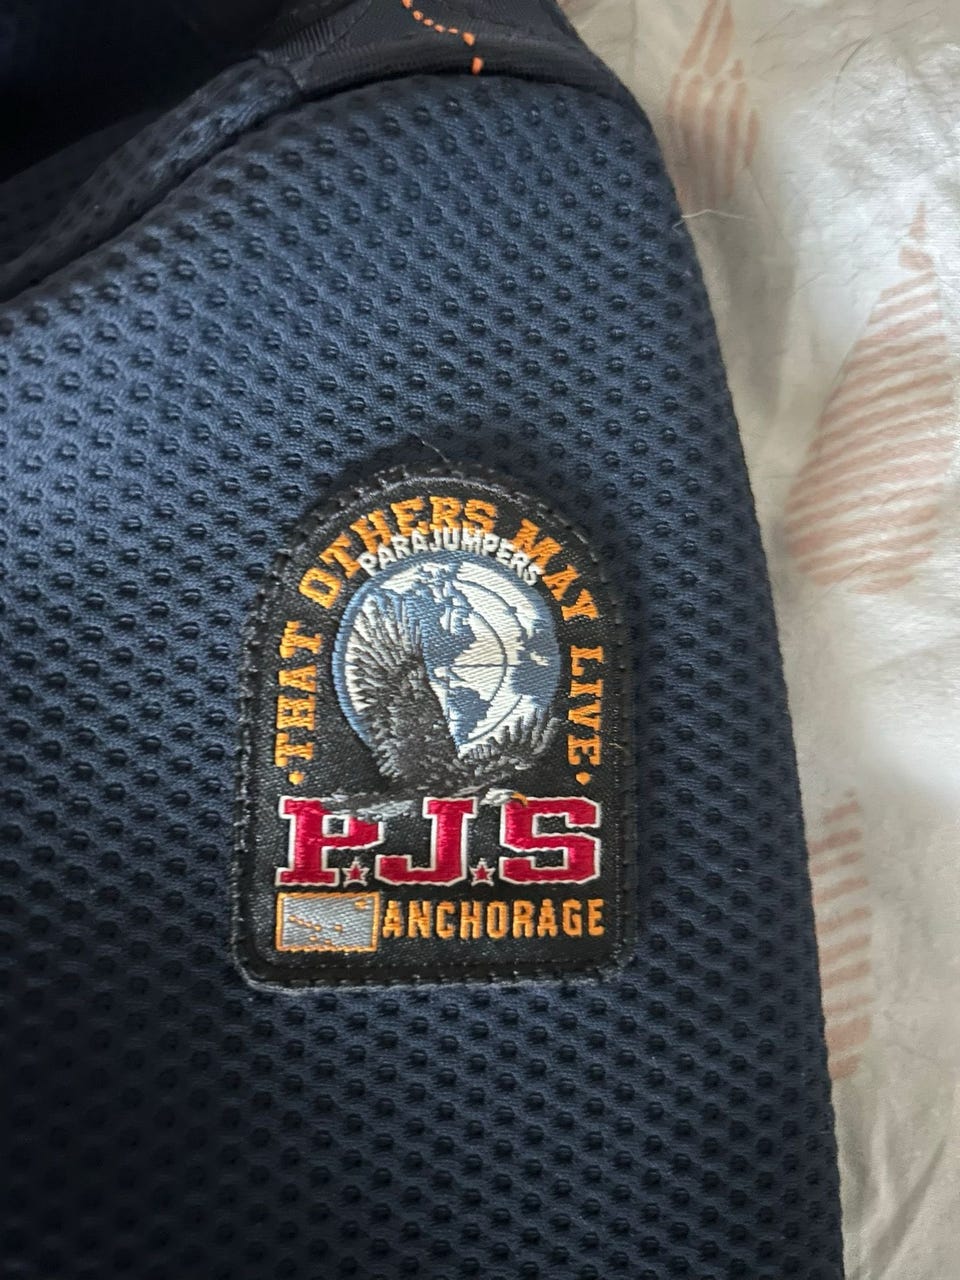 ·THAT OTHERS MAY LIVE·
PARAJUMPERS
P.J.S
ANCHORAGE